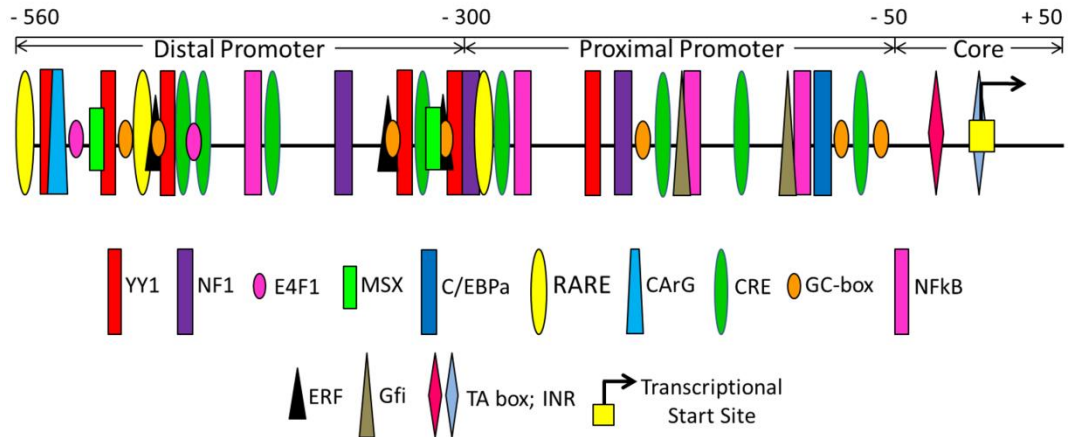 - 560 - 300 - 50 + 50
Distal Promoter Proximal Promoter Core
YY1 NF1 E4F1 MSX C/EBPa RARE CArG CRE GC-box NFkB
ERF Gfi TA box; INR Transcriptional
Start Site